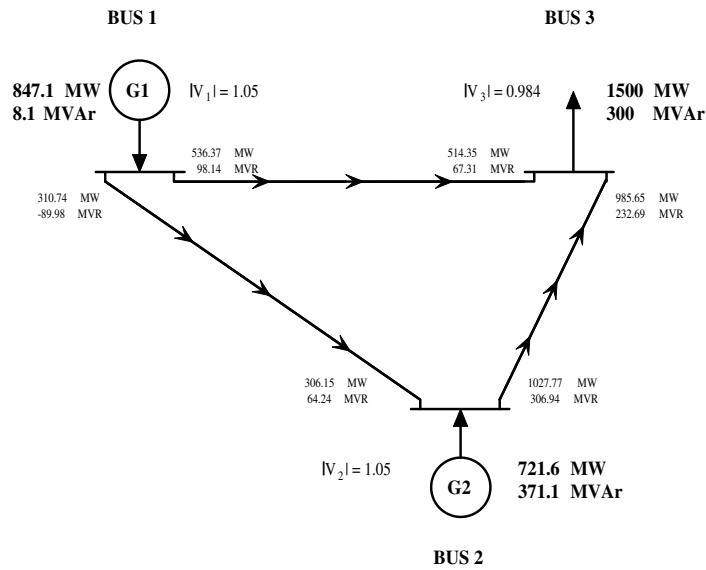 BUS 1
BUS 3
847.1 MW
8.1 MVAr
G1
|V1| = 1.05
|V3| = 0.984
1500 MW
300 MVAr
536.37 MW
98.14 MVR
514.35 MW
67.31 MVR
310.74 MW
-89.98 MVR
985.65 MW
232.69 MVR
306.15 MW
64.24 MVR
1027.77 MW
306.94 MVR
|V2| = 1.05
G2
721.6 MW
371.1 MVAr
BUS 2